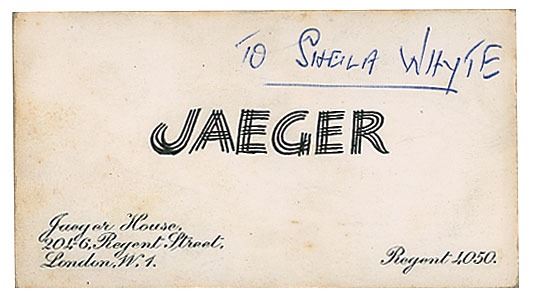 TO SHEILA WHYTE
JAEGER
Jaeger House,
204-6, Regent Street,
London, W. 1.
Regent 4050.